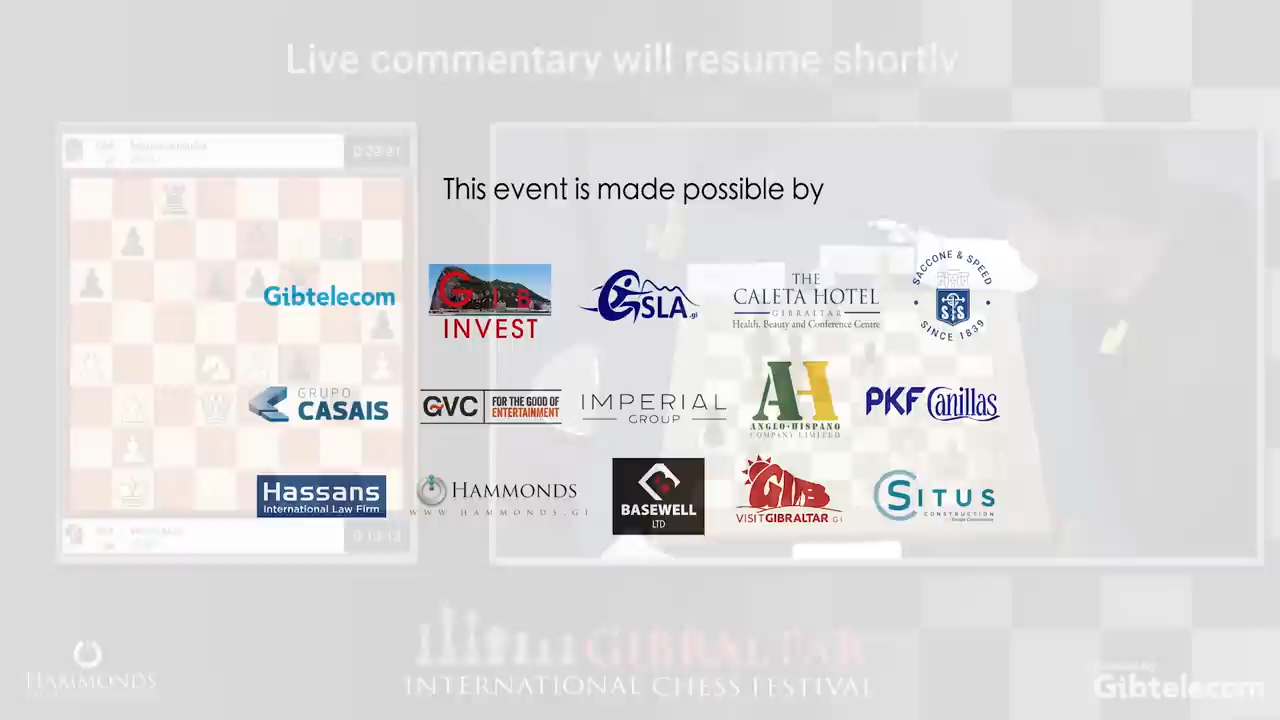 Live commentary will resume shortly
This event is made possible by
Gibtelecom
GIB
INVEST
GSLA.gi
THE
CALETA HOTEL
GIBRALTAR
Health, Beauty and Conference Centre
SACCONE & SPEED
SINCE 1839
GRUPO
CASAIS
GVC
FOR THE GOOD OF
ENTERTAINMENT
IMPERIAL
GROUP
AH
ANGLO-HISPANO
COMPANY LIMITED
PKF Canillas
Hassans
International Law Firm
HAMMONDS
WWW.HAMMONDS.GI
BASEWELL
LTD
GIB
VISITGIBRALTAR.GI
SITUS
CONSTRUCTION
HAMMONDS
GIBRALTAR
INTERNATIONAL CHESS FESTIVAL
Gibtelecom